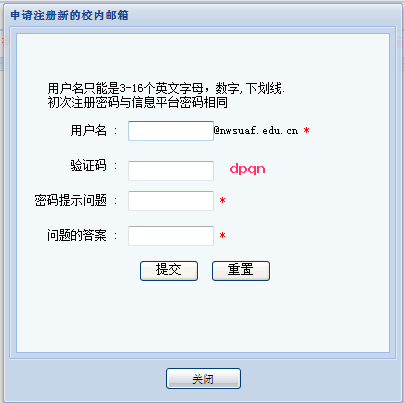 申请注册新的校内邮箱
用户名只能是3-16个英文字母，数字,下划线.
初次注册密码与信息平台密码相同
用户名： @nwsuaf.edu.cn *
验证码： dpqn
密码提示问题： *
问题的答案： *
提交 重置
关闭